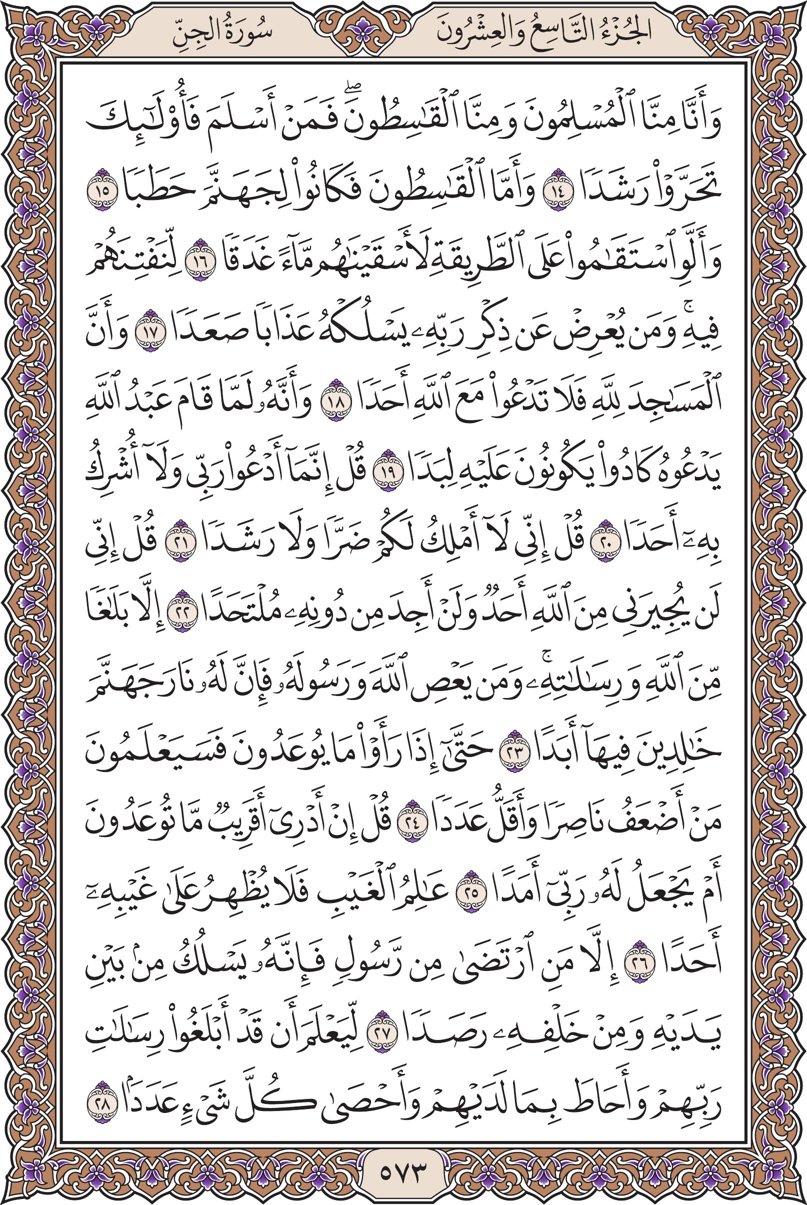 الجُزْءُ التَّاسِعُ وَالعِشْرُونَ
سُورَةُ الجِنِّ
وَأَنَّا مِنَّا ٱلْمُسْلِمُونَ وَمِنَّا ٱلْقَٰسِطُونَۖ فَمَنْ أَسْلَمَ فَأُو۟لَٰٓئِكَ
تَحَرَّوْا۟ رَشَدًا ١٤ وَأَمَّا ٱلْقَٰسِطُونَ فَكَانُوا۟ لِجَهَنَّمَ حَطَبًا ١٥
وَأَلَّوِ ٱسْتَقَٰمُوا۟ عَلَى ٱلطَّرِيقَةِ لَأَسْقَيْنَٰهُم مَّآءً غَدَقًا ١٦ لِّنَفْتِنَهُمْ
فِيهِۚ وَمَن يُعْرِضْ عَن ذِكْرِ رَبِّهِۦ يَسْلُكْهُ عَذَابًا صَعَدًا ١٧ وَأَنَّ
ٱلْمَسَٰجِدَ لِلَّهِ فَلَا تَدْعُوا۟ مَعَ ٱللَّهِ أَحَدًا ١٨ وَأَنَّهُۥ لَمَّا قَامَ عَبْدُ ٱللَّهِ
يَدْعُوهُ كَادُوا۟ يَكُونُونَ عَلَيْهِ لِبَدًا ١٩ قُلْ إِنَّمَآ أَدْعُوا۟ رَبِّى وَلَآ أُشْرِكُ
بِهِۦٓ أَحَدًا ٢٠ قُلْ إِنِّى لَآ أَمْلِكُ لَكُمْ ضَرًّا وَلَا رَشَدًا ٢١ قُلْ إِنِّى
لَن يُجِيرَنِى مِنَ ٱللَّهِ أَحَدٌ وَلَنْ أَجِدَ مِن دُونِهِۦ مُلْتَحَدًا ٢٢ إِلَّا بَلَٰغًا
مِّنَ ٱللَّهِ وَرِسَٰلَٰتِهِۦۚ وَمَن يَعْصِ ٱللَّهَ وَرَسُولَهُۥ فَإِنَّ لَهُۥ نَارَ جَهَنَّمَ
خَٰلِدِينَ فِيهَآ أَبَدًا ٢٣ حَتَّىٰٓ إِذَا رَأَوْا۟ مَا يُوعَدُونَ فَسَيَعْلَمُونَ
مَنْ أَضْعَفُ نَاصِرًا وَأَقَلُّ عَدَدًا ٢٤ قُلْ إِنْ أَدْرِىٓ أَقَرِيبٌ مَّا تُوعَدُونَ
أَمْ يَجْعَلُ لَهُۥ رَبِّىٓ أَمَدًا ٢٥ عَٰلِمُ ٱلْغَيْبِ فَلَا يُظْهِرُ عَلَىٰ غَيْبِهِۦٓ
أَحَدًا ٢٦ إِلَّا مَنِ ٱرْتَضَىٰ مِن رَّسُولٍ فَإِنَّهُۥ يَسْلُكُ مِنۢ بَيْنِ
يَدَيْهِ وَمِنْ خَلْفِهِۦ رَصَدًا ٢٧ لِّيَعْلَمَ أَن قَدْ أَبْلَغُوا۟ رِسَٰلَٰتِ
رَبِّهِمْ وَأَحَاطَ بِمَا لَدَيْهِمْ وَأَحْصَىٰ كُلَّ شَىْءٍ عَدَدًۢا ٢٨
٥٧٣